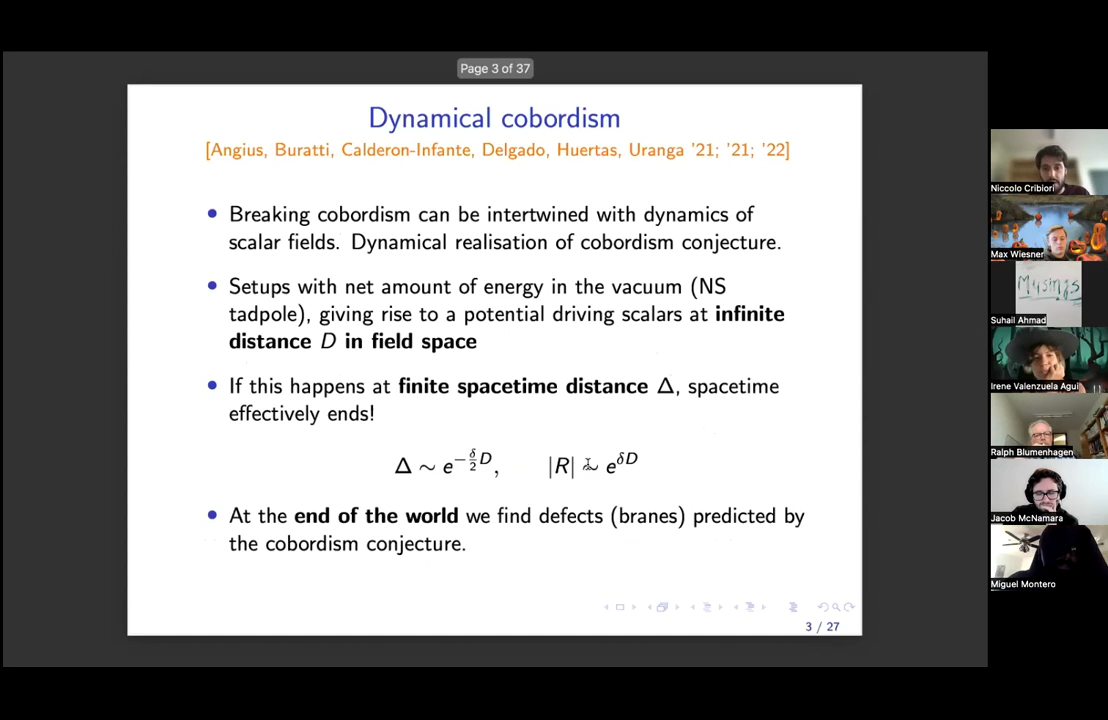 Page 3 of 37
Dynamical cobordism
[Angius, Buratti, Calderon-Infante, Delgado, Huertas, Uranga '21; '21; '22]
• Breaking cobordism can be intertwined with dynamics of
scalar fields. Dynamical realisation of cobordism conjecture.
• Setups with net amount of energy in the vacuum (NS
tadpole), giving rise to a potential driving scalars at infinite
distance D in field space
• If this happens at finite spacetime distance Δ, spacetime
effectively ends!
Δ ∼ e^{−δ/2 D}, |R| ∼ e^{δD}
• At the end of the world we find defects (branes) predicted by
the cobordism conjecture.
3 / 27
Niccolo Cribiori
Max Wiesner
Musings
Suhail Ahmad
Irene Valenzuela Agui
Ralph Blumenhagen
Jacob McNamara
Miguel Montero